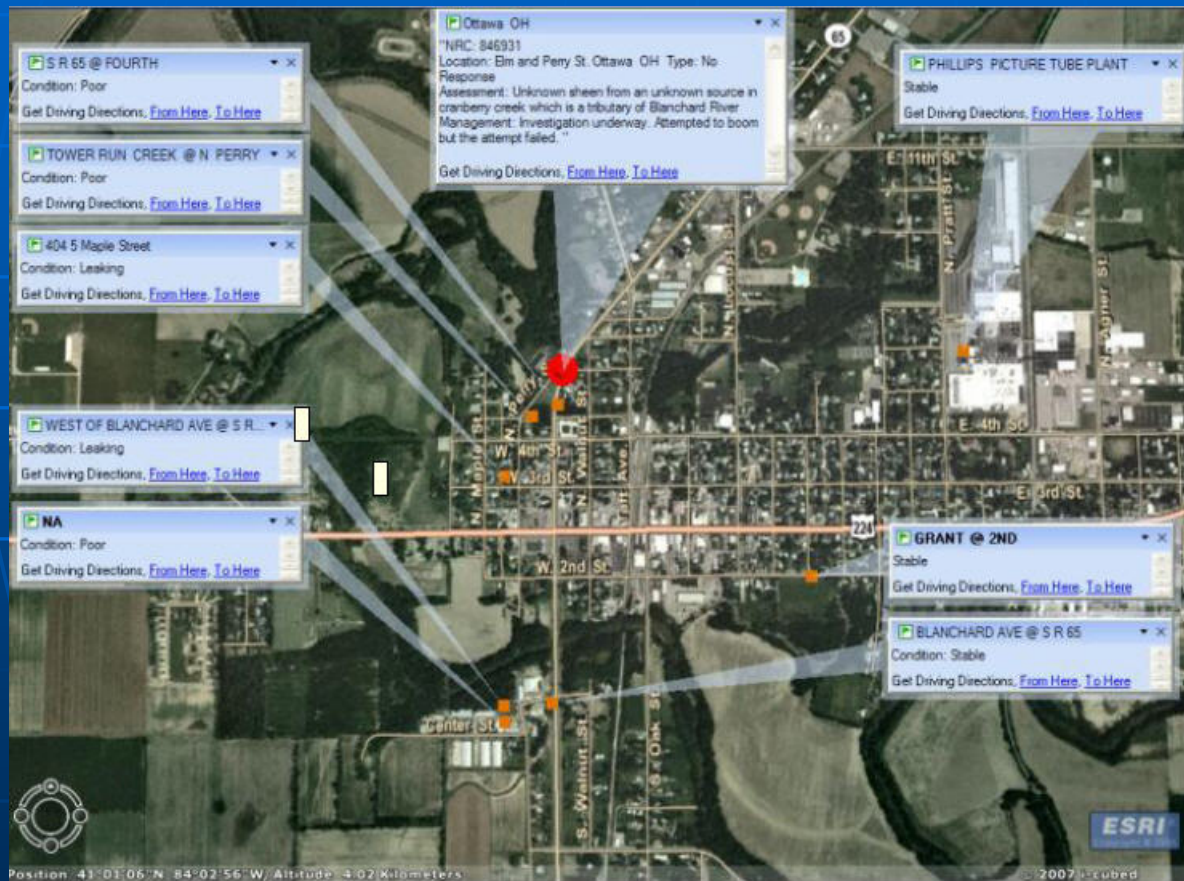 Ottawa OH
"NRC: 846931
Location: Elm and Perry St. Ottawa OH Type: No
Response
Assessment: Unknown sheen from an unknown source in
cranberry creek which is a tributary of Blanchard River
Management: Investigation underway. Attempted to boom
but the attempt failed. "
Get Driving Directions, From Here, To Here
S R 65 @ FOURTH
Condition: Poor
Get Driving Directions, From Here, To Here
TOWER RUN CREEK @ N PERRY
Condition: Poor
Get Driving Directions, From Here, To Here
404 5 Maple Street
Condition: Leaking
Get Driving Directions, From Here, To Here
WEST OF BLANCHARD AVE @ S R...
Condition: Leaking
Get Driving Directions, From Here, To Here
NA
Condition: Poor
Get Driving Directions, From Here, To Here
PHILLIPS PICTURE TUBE PLANT
Stable
Get Driving Directions, From Here, To Here
GRANT @ 2ND
Stable
Get Driving Directions, From Here, To Here
BLANCHARD AVE @ S R 65
Condition: Stable
Get Driving Directions, From Here, To Here
65
E. 11th St.
N. Pratt St.
N. Agner St.
N. Locust St.
N. Perry
N. Maple St.
N. Walnut St.
Taft Ave.
W. 4th St.
E. 4th St.
W. 3rd St.
E. 3rd St.
224
W. 2nd St.
Center St.
S. Walnut St.
S. Oak St.
ESRI
Position 41:01:06 N, 84:02:56 W, Altitude 4.02 Kilometers
© 2007 i-cubed